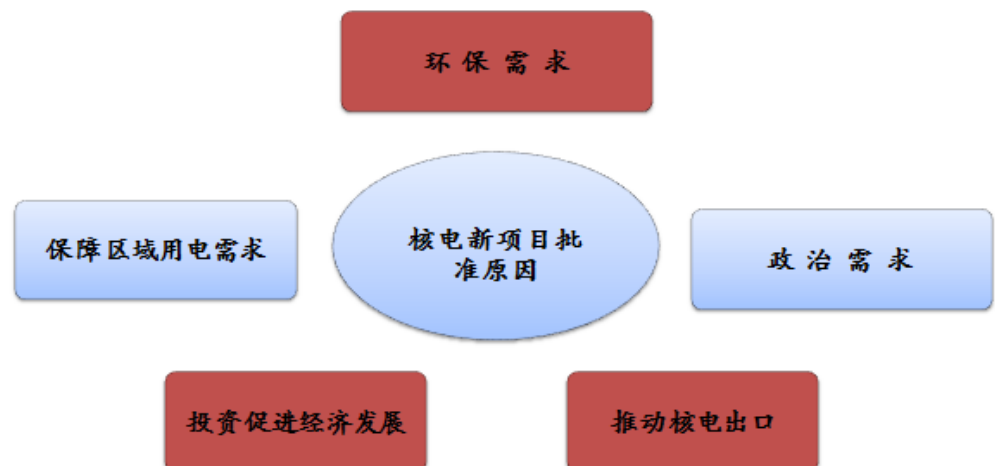 环保需求
保障区域用电需求
核电新项目批
准原因
政治需求
投资促进经济发展
推动核电出口